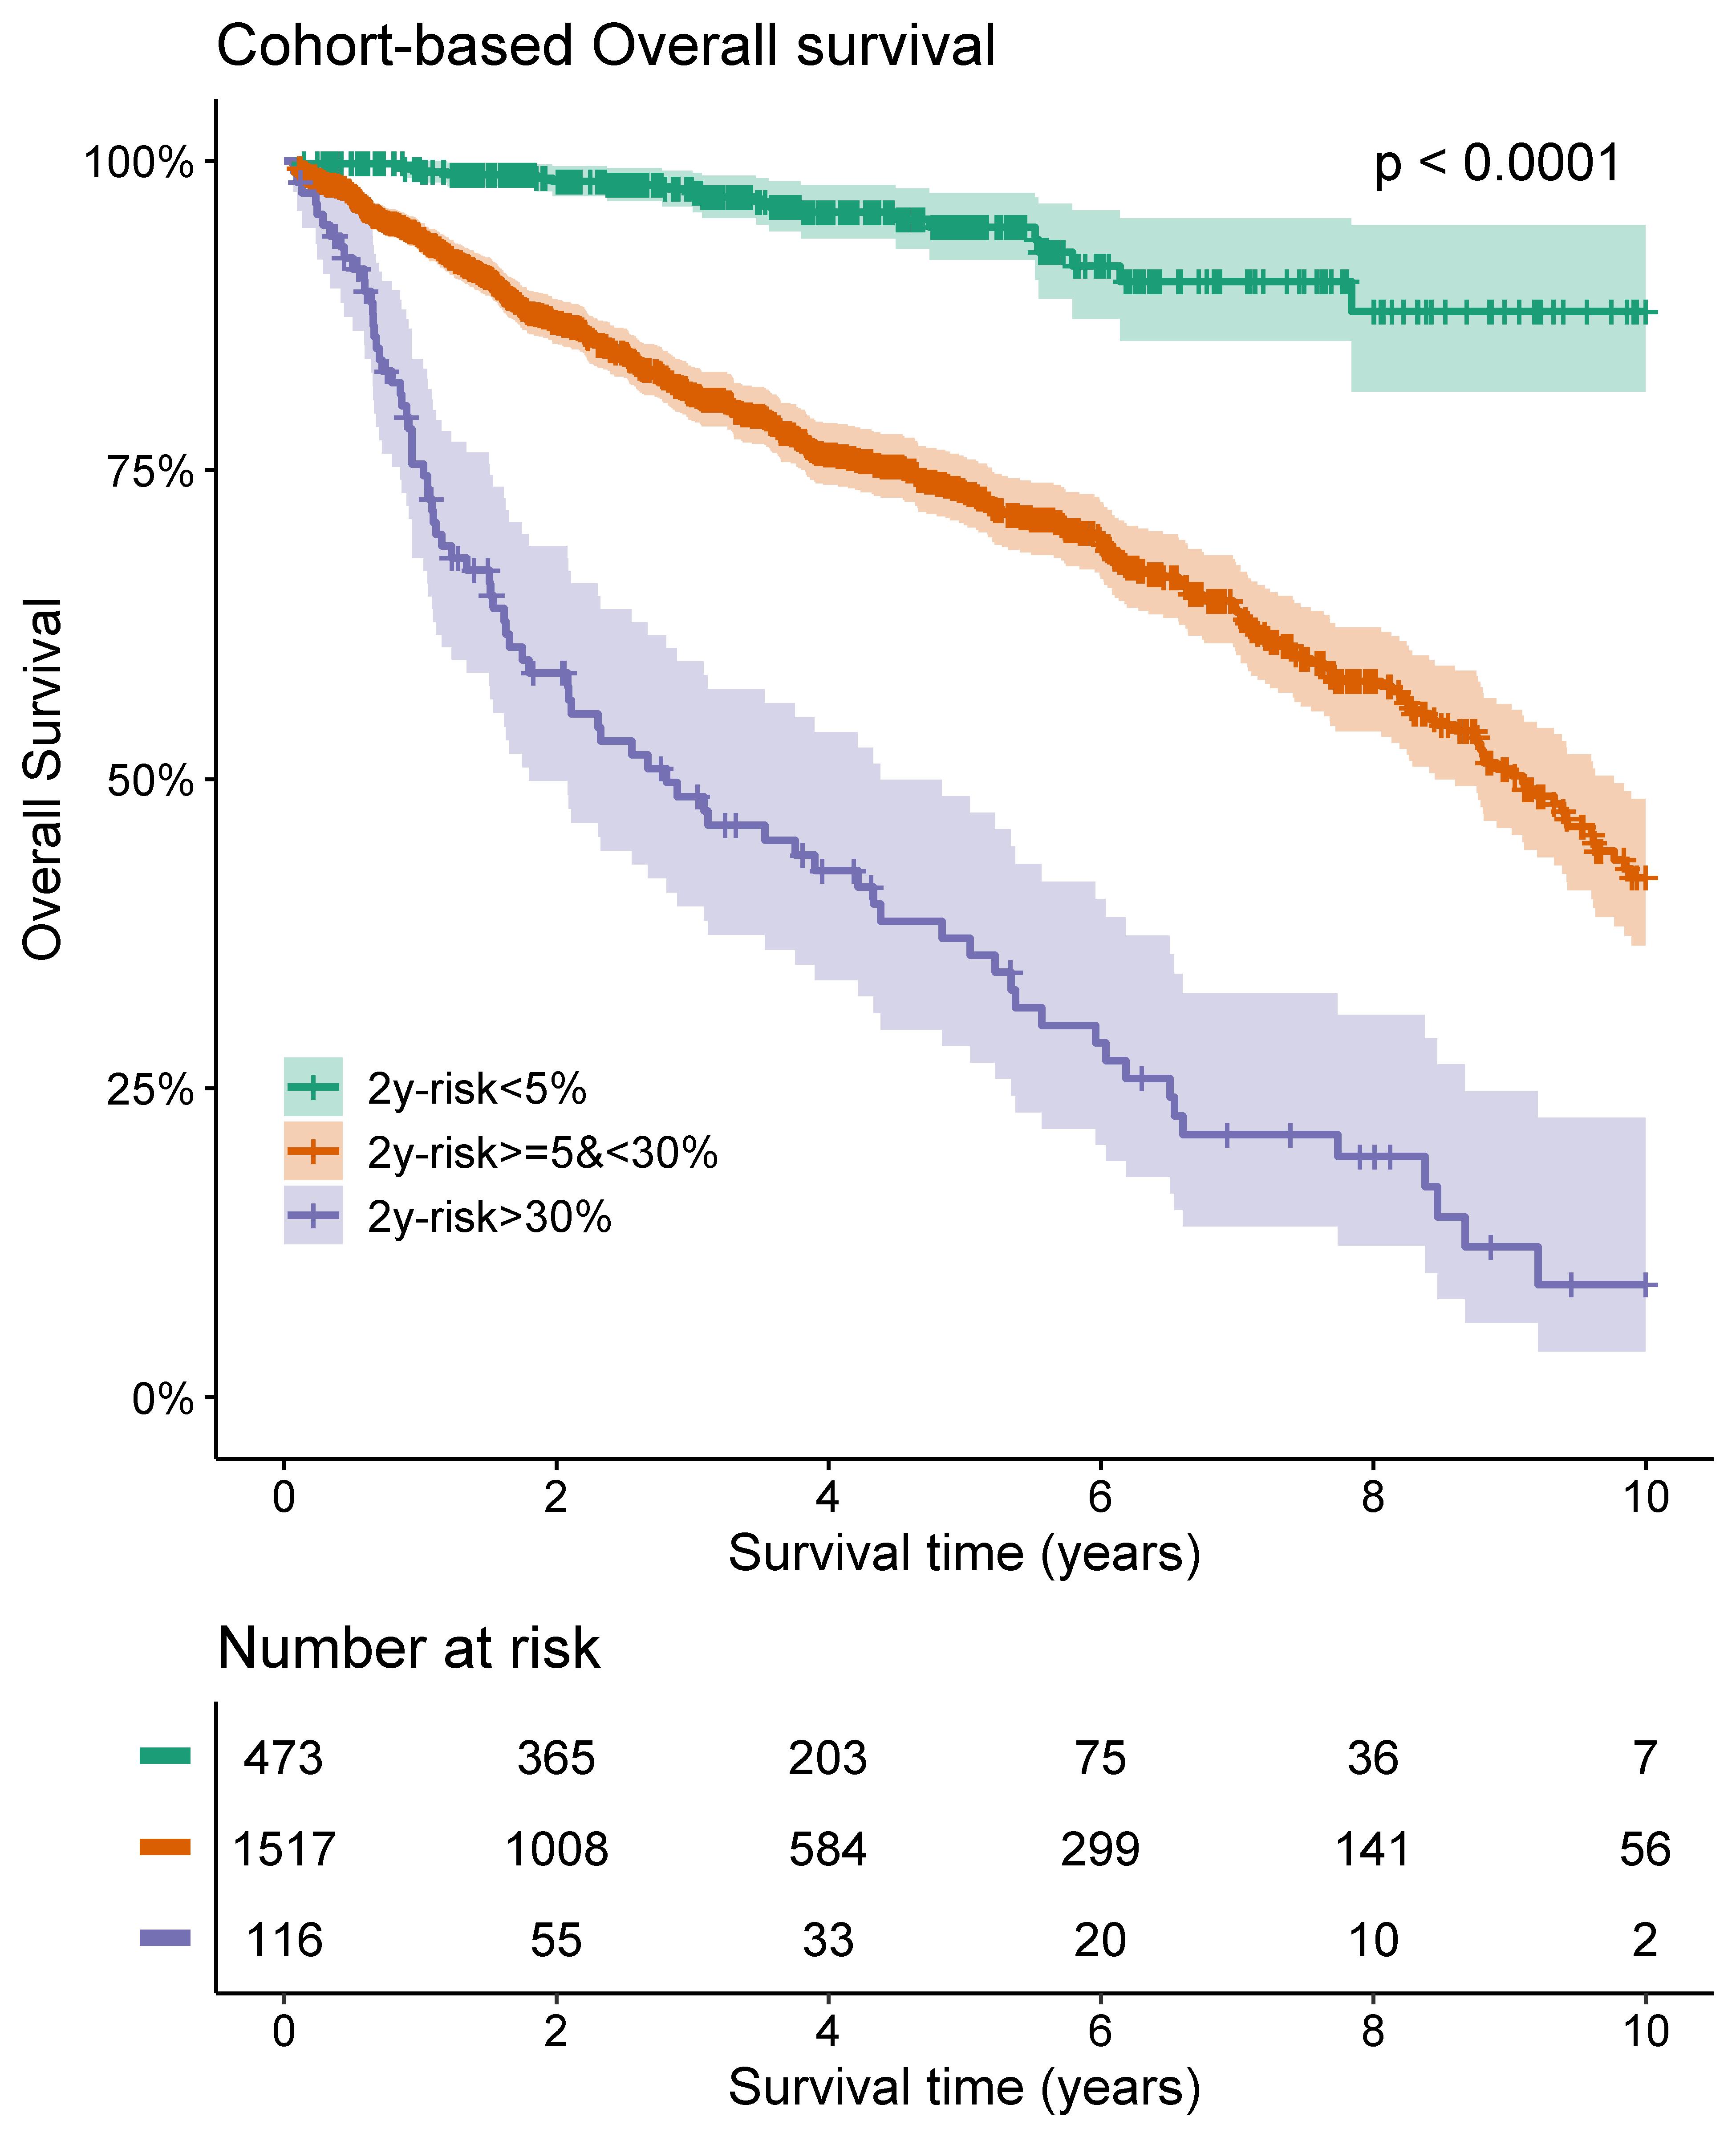 Cohort-based Overall survival
p < 0.0001
100%
75%
50%
25%
0%
Overall Survival
2y-risk<5%
2y-risk>=5&<30%
2y-risk>30%
0 2 4 6 8 10
Survival time (years)
Number at risk
473 365 203 75 36 7
1517 1008 584 299 141 56
116 55 33 20 10 2
0 2 4 6 8 10
Survival time (years)